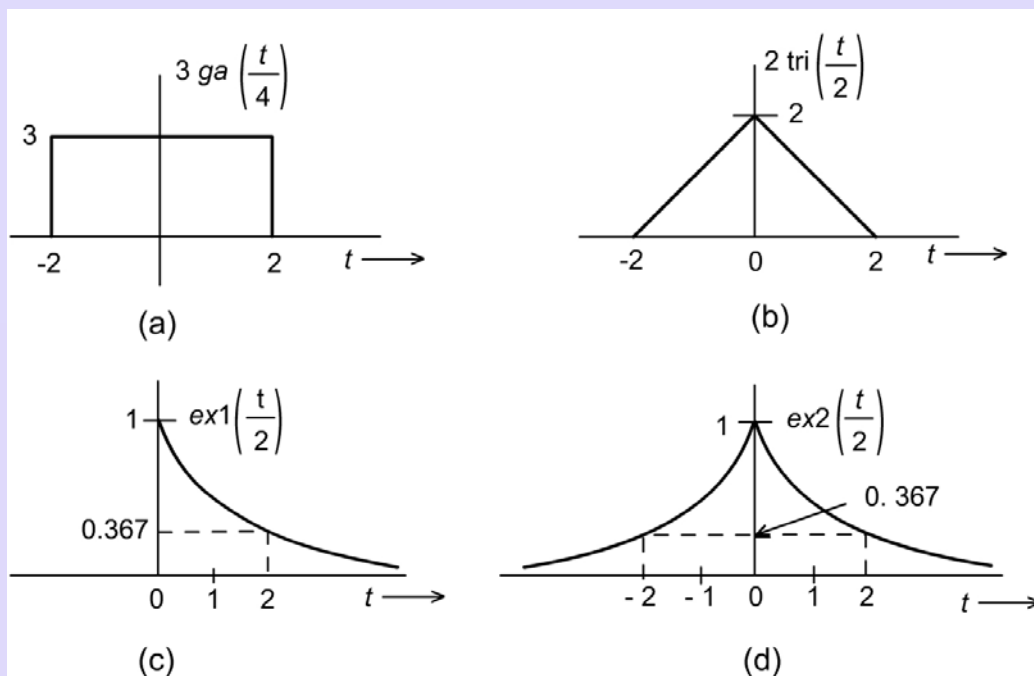 3 ga (t/4)
3
-2 2 t
(a)
2 tri (t/2)
2
-2 0 2 t
(b)
1 ex1 (t/2)
0.367
0 1 2 t
(c)
1 ex2 (t/2)
0. 367
- 2 - 1 0 1 2 t
(d)